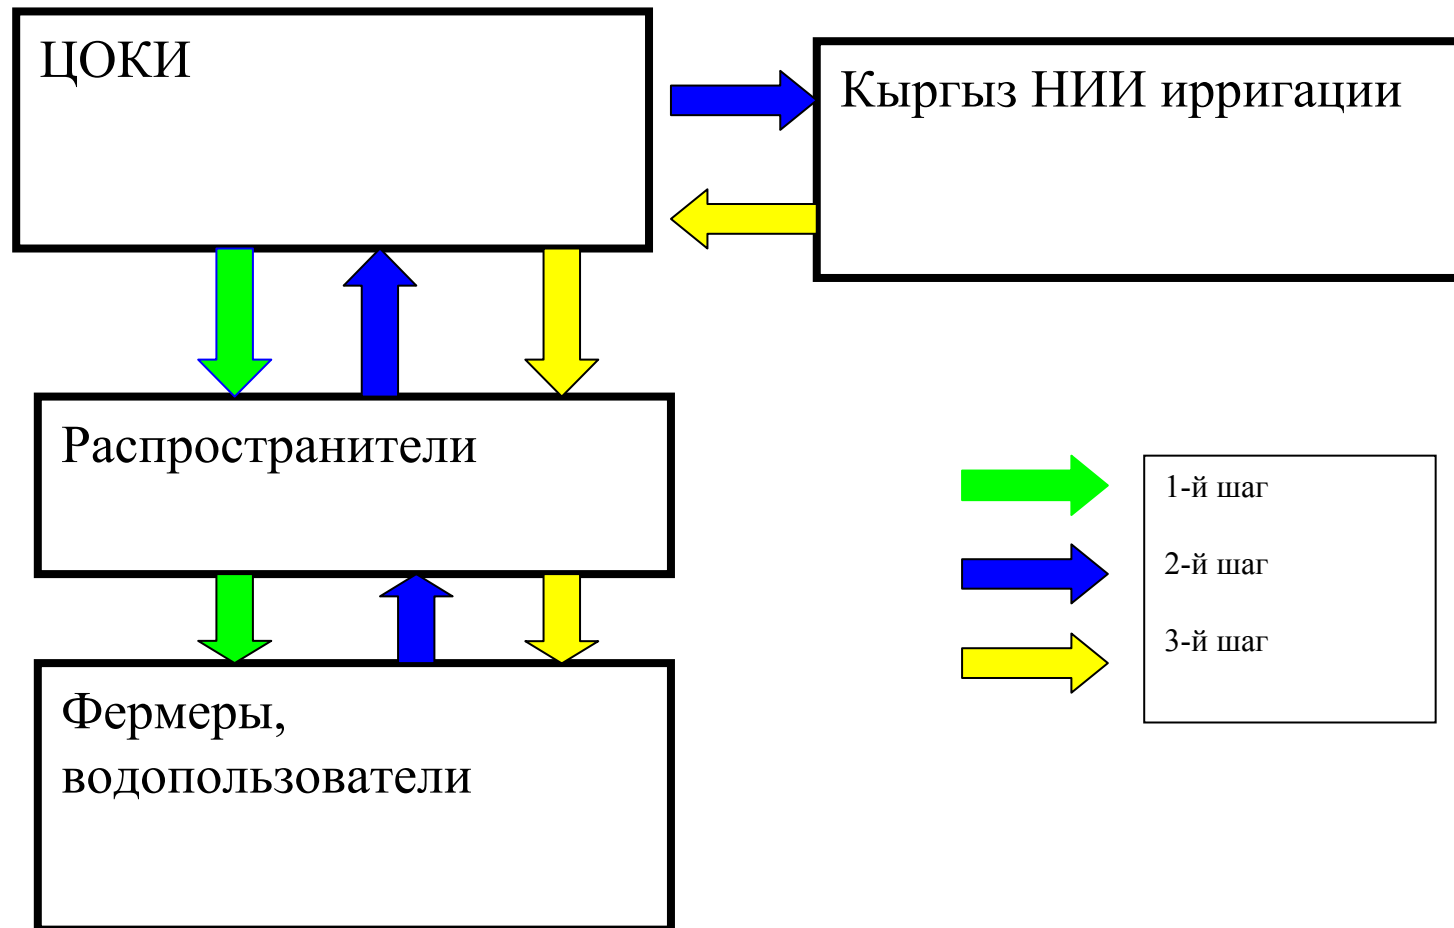 ЦОКИ
Кыргыз НИИ ирригации
Распространители
Фермеры,
водопользователи
1-й шаг
2-й шаг
3-й шаг